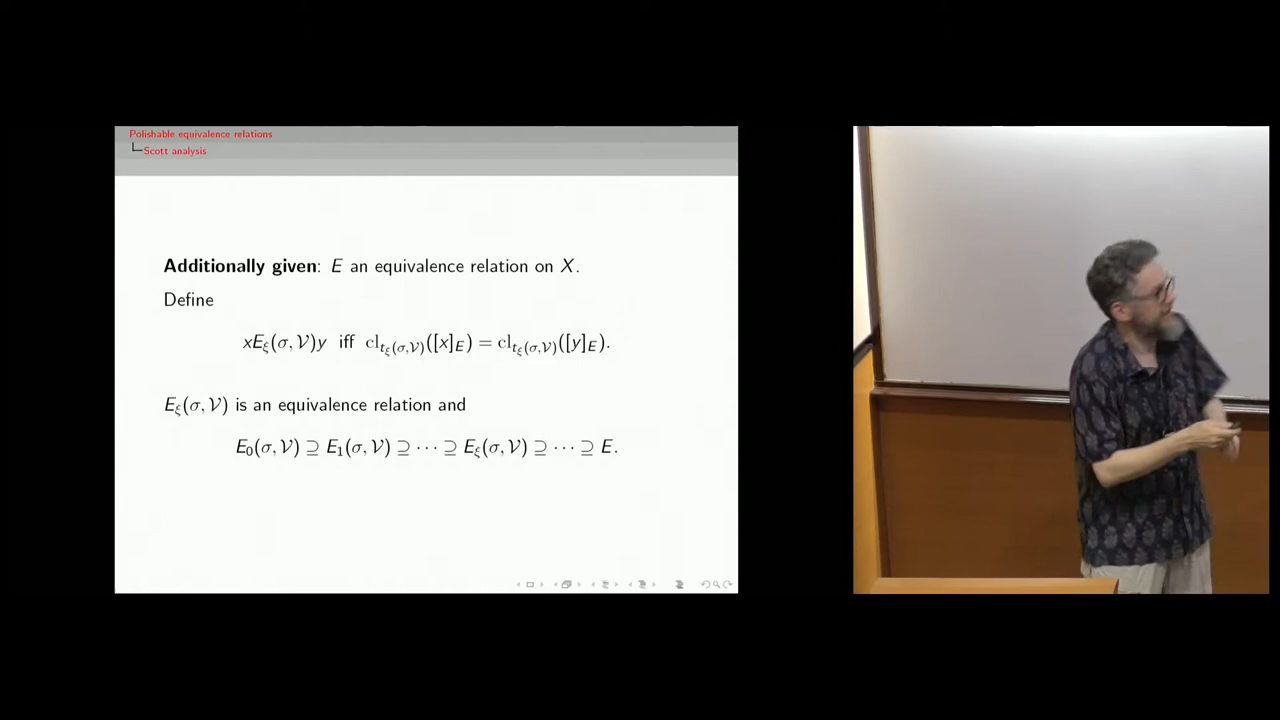 Polishable equivalence relations
Scott analysis
Additionally given: E an equivalence relation on X.
Define
xE_ξ(σ, 𝒱)y iff cl_{t_ξ(σ,𝒱)}([x]_E) = cl_{t_ξ(σ,𝒱)}([y]_E).
E_ξ(σ, 𝒱) is an equivalence relation and
E_0(σ, 𝒱) ⊇ E_1(σ, 𝒱) ⊇ ⋯ ⊇ E_ξ(σ, 𝒱) ⊇ ⋯ ⊇ E.